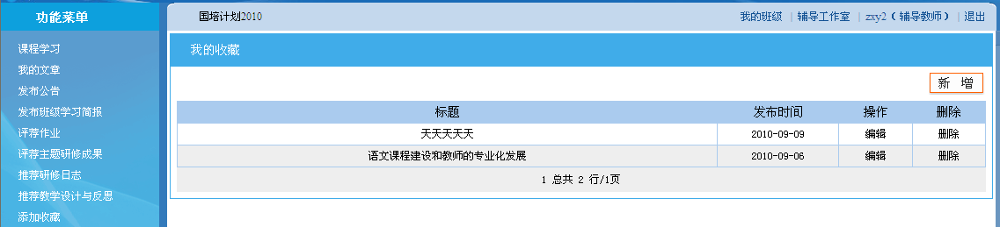 功能菜单
课程学习
我的文章
发布公告
发布班级学习简报
评荐作业
评荐主题研修成果
推荐研修日志
推荐教学设计与反思
添加收藏
国培计划2010 我的班级 | 辅导工作室 | zxy2（辅导教师） | 退出
我的收藏
新 增
标题 发布时间 操作 删除
天天天天天 2010-09-09 编辑 删除
语文课程建设和教师的专业化发展 2010-09-06 编辑 删除
1 总共 2 行/1页